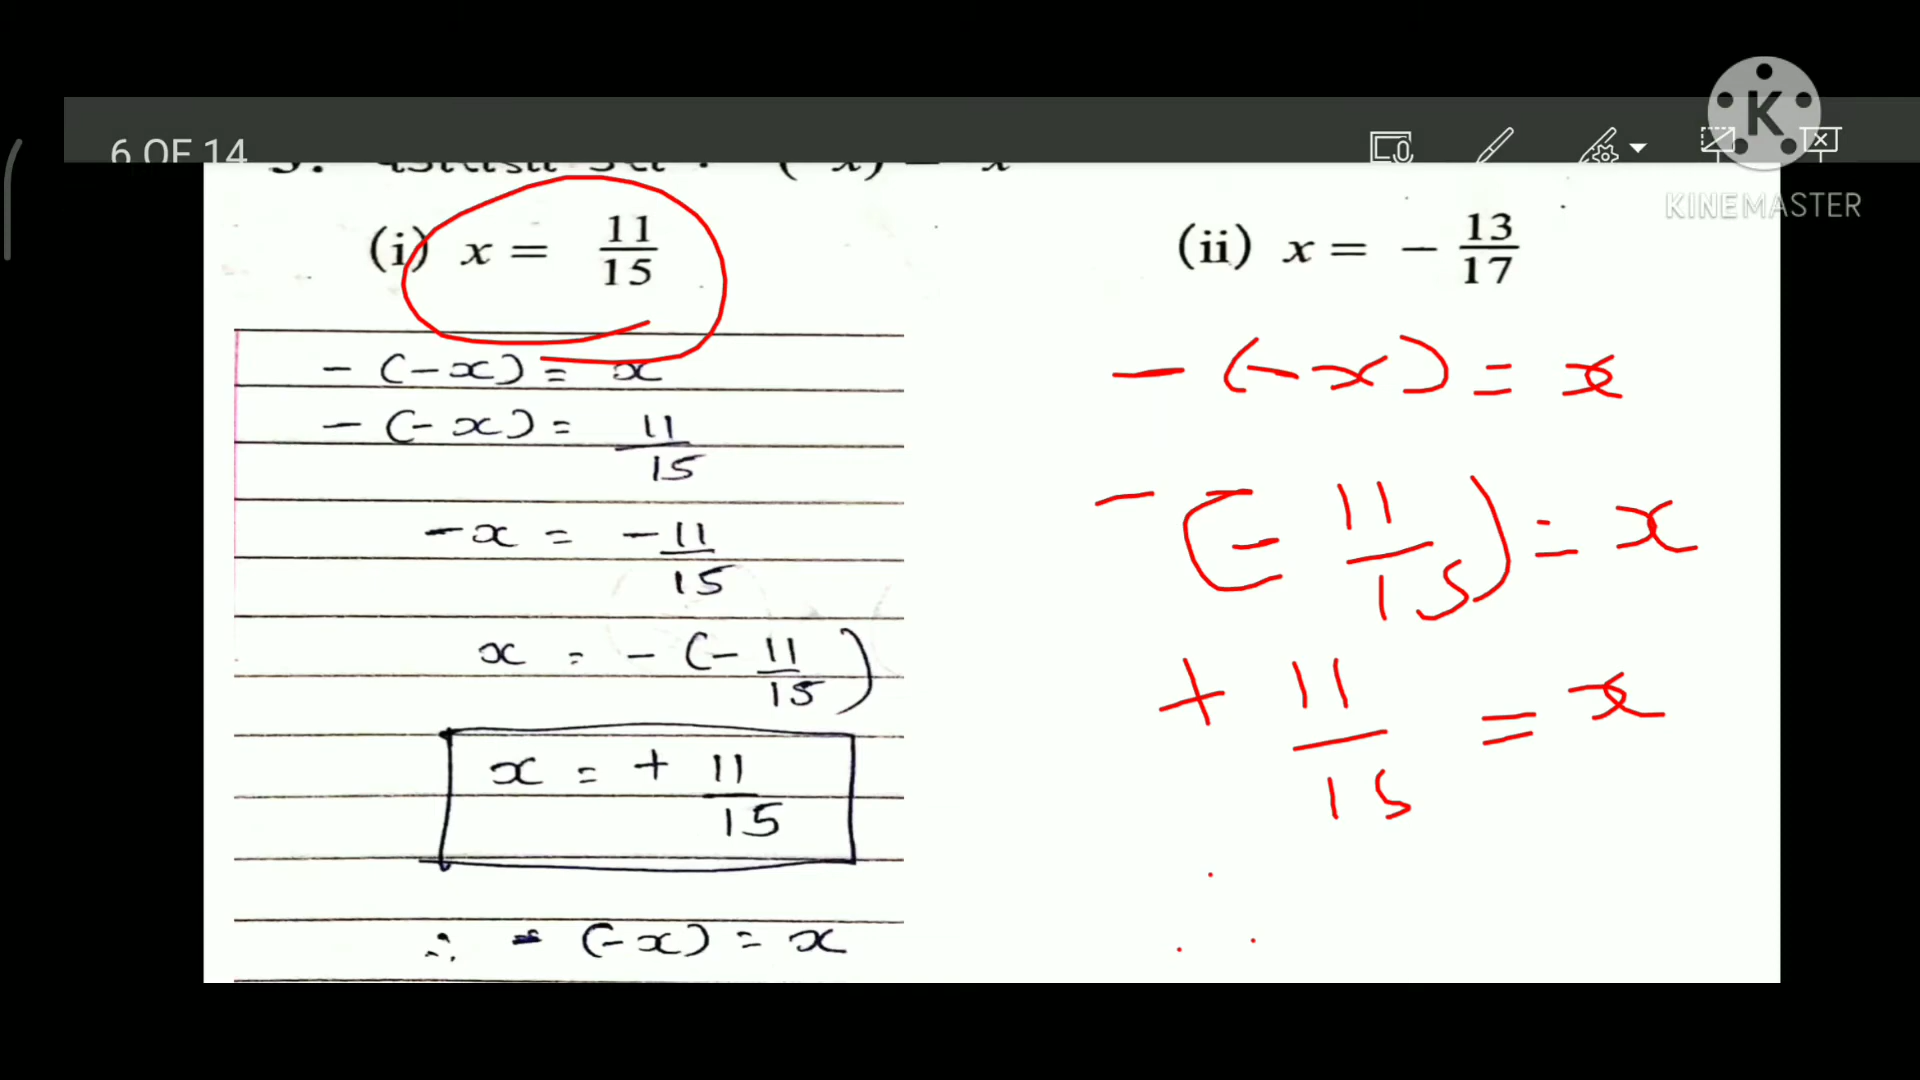 6 OF 14
KINEMASTER
(i) x = 11/15
(ii) x = - 13/17
- (-x) = x
- (-x) = 11/15
-x = -11/15
x = - (- 11/15)
x = + 11/15
∴ - (-x) = x
- (-x) = x
- (- 11/15) = x
+ 11/15 = x
∴